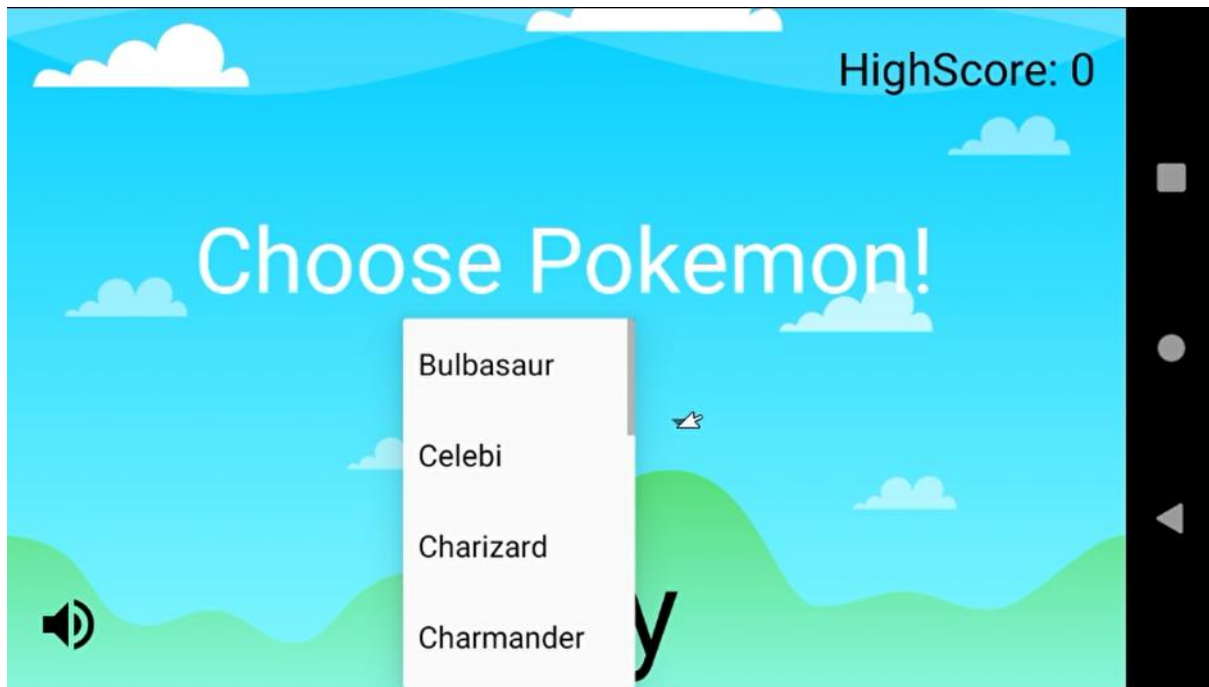 HighScore: 0
Choose Pokemon!
Bulbasaur
Celebi
Charizard
Charmander
y